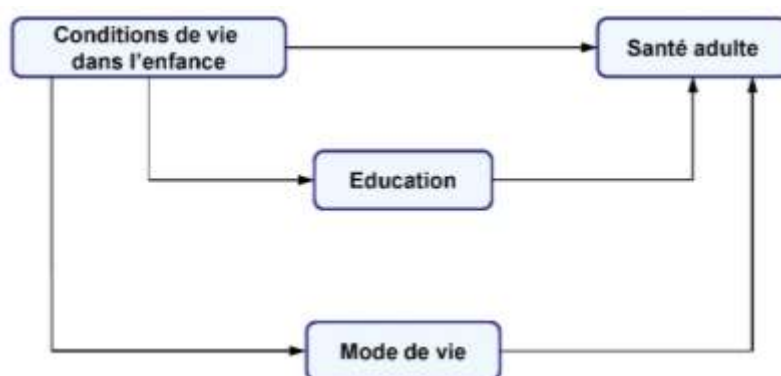 Conditions de vie
dans l'enfance
Santé adulte
Education
Mode de vie